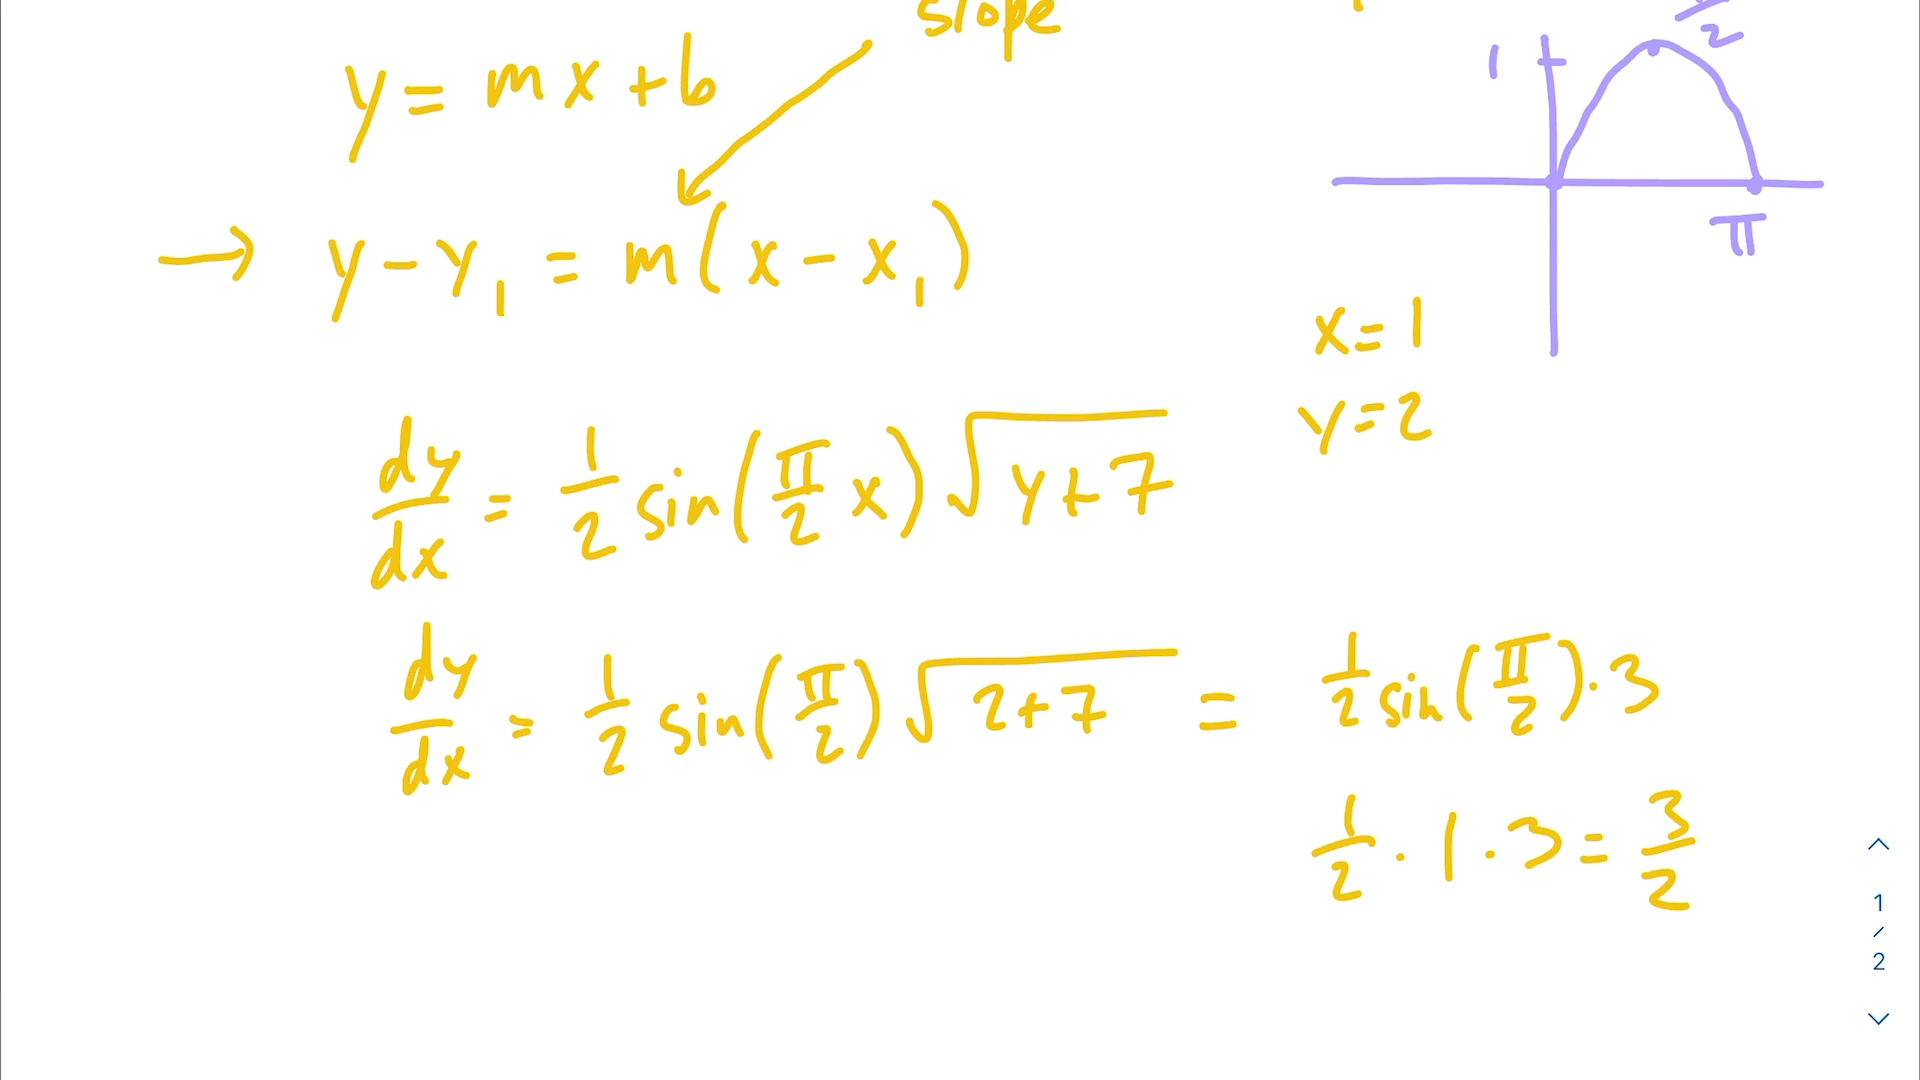 slope
y = mx + b
→ y - y₁ = m(x - x₁)
1
π/2
π
x = 1
y = 2
dy/dx = 1/2 sin(π/2 x) √(y+7)
dy/dx = 1/2 sin(π/2) √(2+7) = 1/2 sin(π/2) · 3
1/2 · 1 · 3 = 3/2
1
/
2